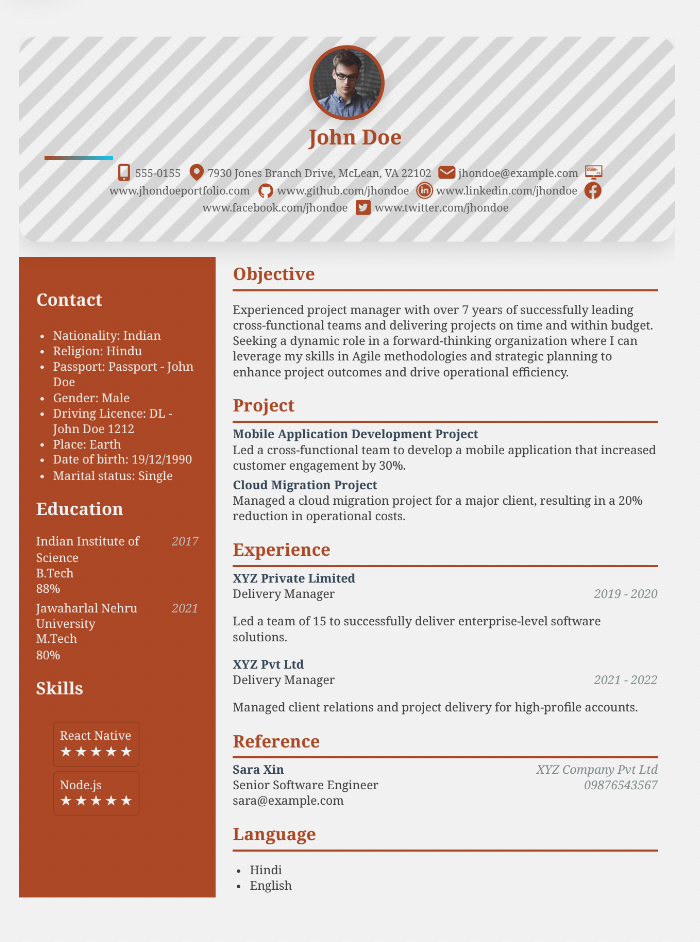 John Doe
555-0155 7930 Jones Branch Drive, McLean, VA 22102 jhondoe@example.com
www.jhondoeportfolio.com www.github.com/jhondoe www.linkedin.com/jhondoe
www.facebook.com/jhondoe www.twitter.com/jhondoe
Contact
• Nationality: Indian
• Religion: Hindu
• Passport: Passport - John
Doe
• Gender: Male
• Driving Licence: DL -
John Doe 1212
• Place: Earth
• Date of birth: 19/12/1990
• Marital status: Single
Education
Indian Institute of 2017
Science
B.Tech
88%
Jawaharlal Nehru 2021
University
M.Tech
80%
Skills
React Native
★★★★★
Node.js
★★★★★
Objective
Experienced project manager with over 7 years of successfully leading
cross-functional teams and delivering projects on time and within budget.
Seeking a dynamic role in a forward-thinking organization where I can
leverage my skills in Agile methodologies and strategic planning to
enhance project outcomes and drive operational efficiency.
Project
Mobile Application Development Project
Led a cross-functional team to develop a mobile application that increased
customer engagement by 30%.
Cloud Migration Project
Managed a cloud migration project for a major client, resulting in a 20%
reduction in operational costs.
Experience
XYZ Private Limited
Delivery Manager 2019 - 2020
Led a team of 15 to successfully deliver enterprise-level software
solutions.
XYZ Pvt Ltd
Delivery Manager 2021 - 2022
Managed client relations and project delivery for high-profile accounts.
Reference
Sara Xin XYZ Company Pvt Ltd
Senior Software Engineer 09876543567
sara@example.com
Language
• Hindi
• English